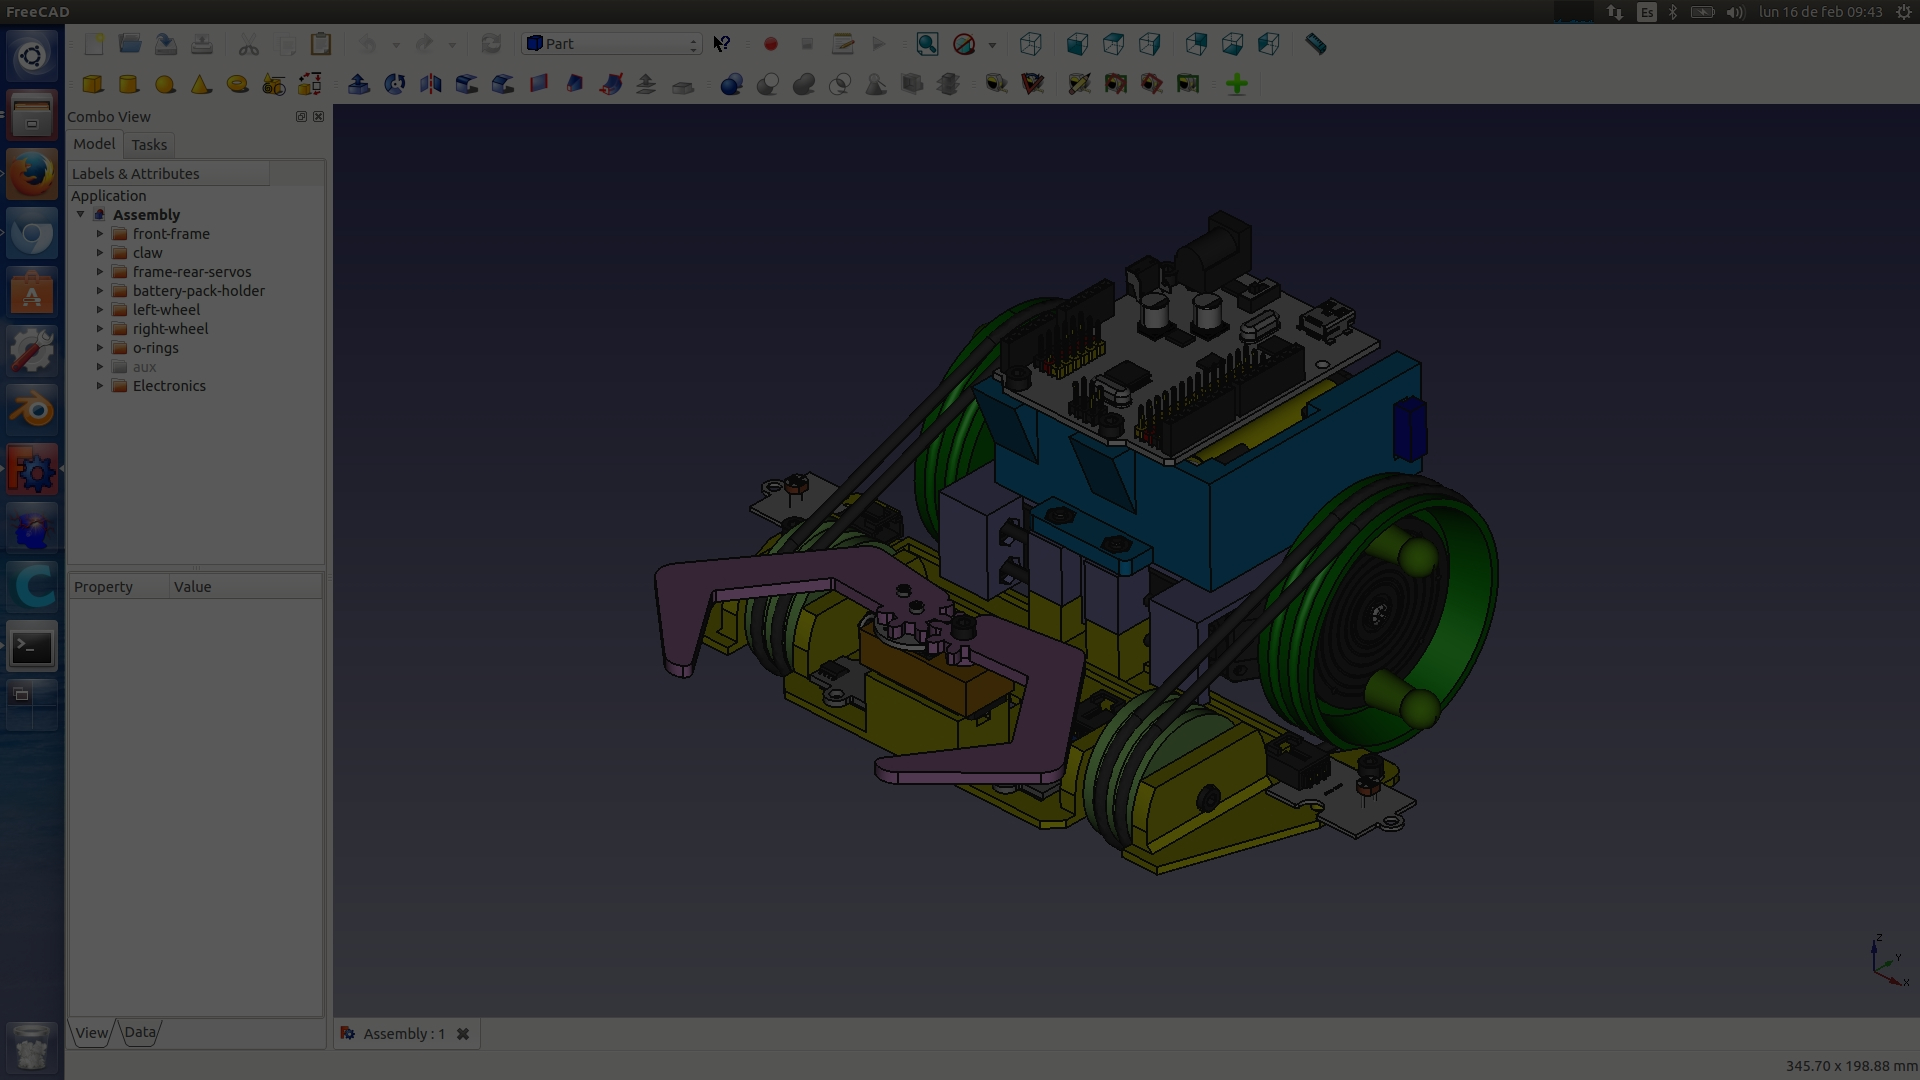 FreeCAD
Es
lun 16 de feb 09:43
Part
Combo View
Model
Tasks
Labels & Attributes
Application
Assembly
front-frame
claw
frame-rear-servos
battery-pack-holder
left-wheel
right-wheel
o-rings
aux
Electronics
Property
Value
Z
Y
X
View
Data
Assembly : 1
345.70 x 198.88 mm